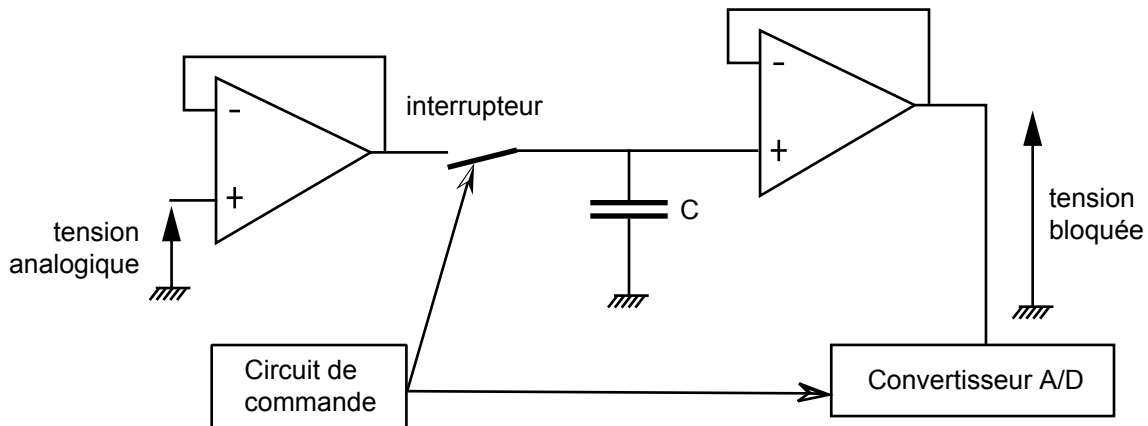 -
-
interrupteur
+
+
C
tension
analogique
tension
bloquée
Circuit de
commande
Convertisseur A/D